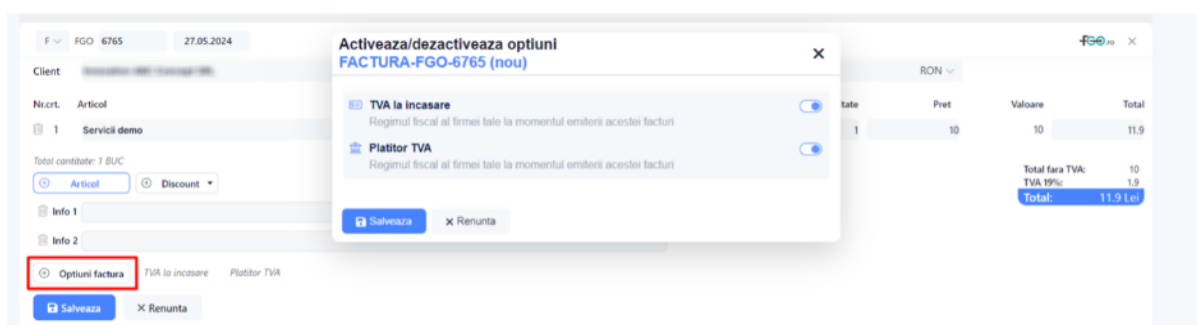 F FGO 6765 27.05.2024
FGO.ro
Client
RON
Nr.crt. Articol
tate Pret Valoare Total
1 Servicii demo
1 10 10 11.9
Total cantitate: 1 BUC
Articol Discount
Total fara TVA: 10
TVA 19%: 1.9
Total: 11.9 Lei
Info 1
Info 2
Optiuni factura TVA la incasare Platitor TVA
Salveaza Renunta
Activeaza/dezactiveaza optiuni
FACTURA-FGO-6765 (nou)
TVA la incasare
Regimul fiscal al firmei tale la momentul emiterii acestei facturi
Platitor TVA
Regimul fiscal al firmei tale la momentul emiterii acestei facturi
Salveaza Renunta